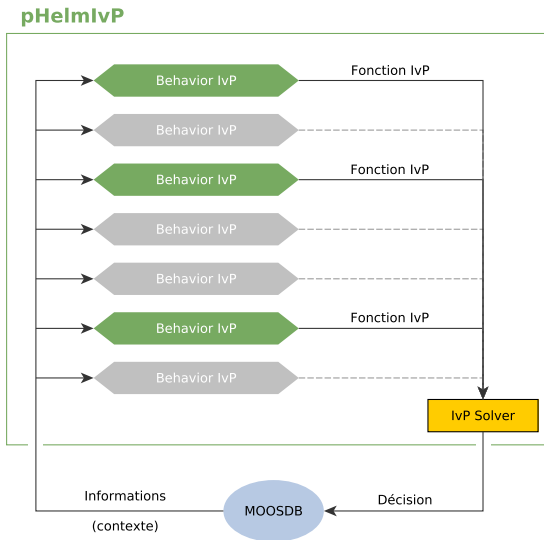 pHelmIvP
Behavior IvP
Fonction IvP
Behavior IvP
Behavior IvP
Fonction IvP
Behavior IvP
Behavior IvP
Behavior IvP
Fonction IvP
Behavior IvP
IvP Solver
Informations
(contexte)
MOOSDB
Décision